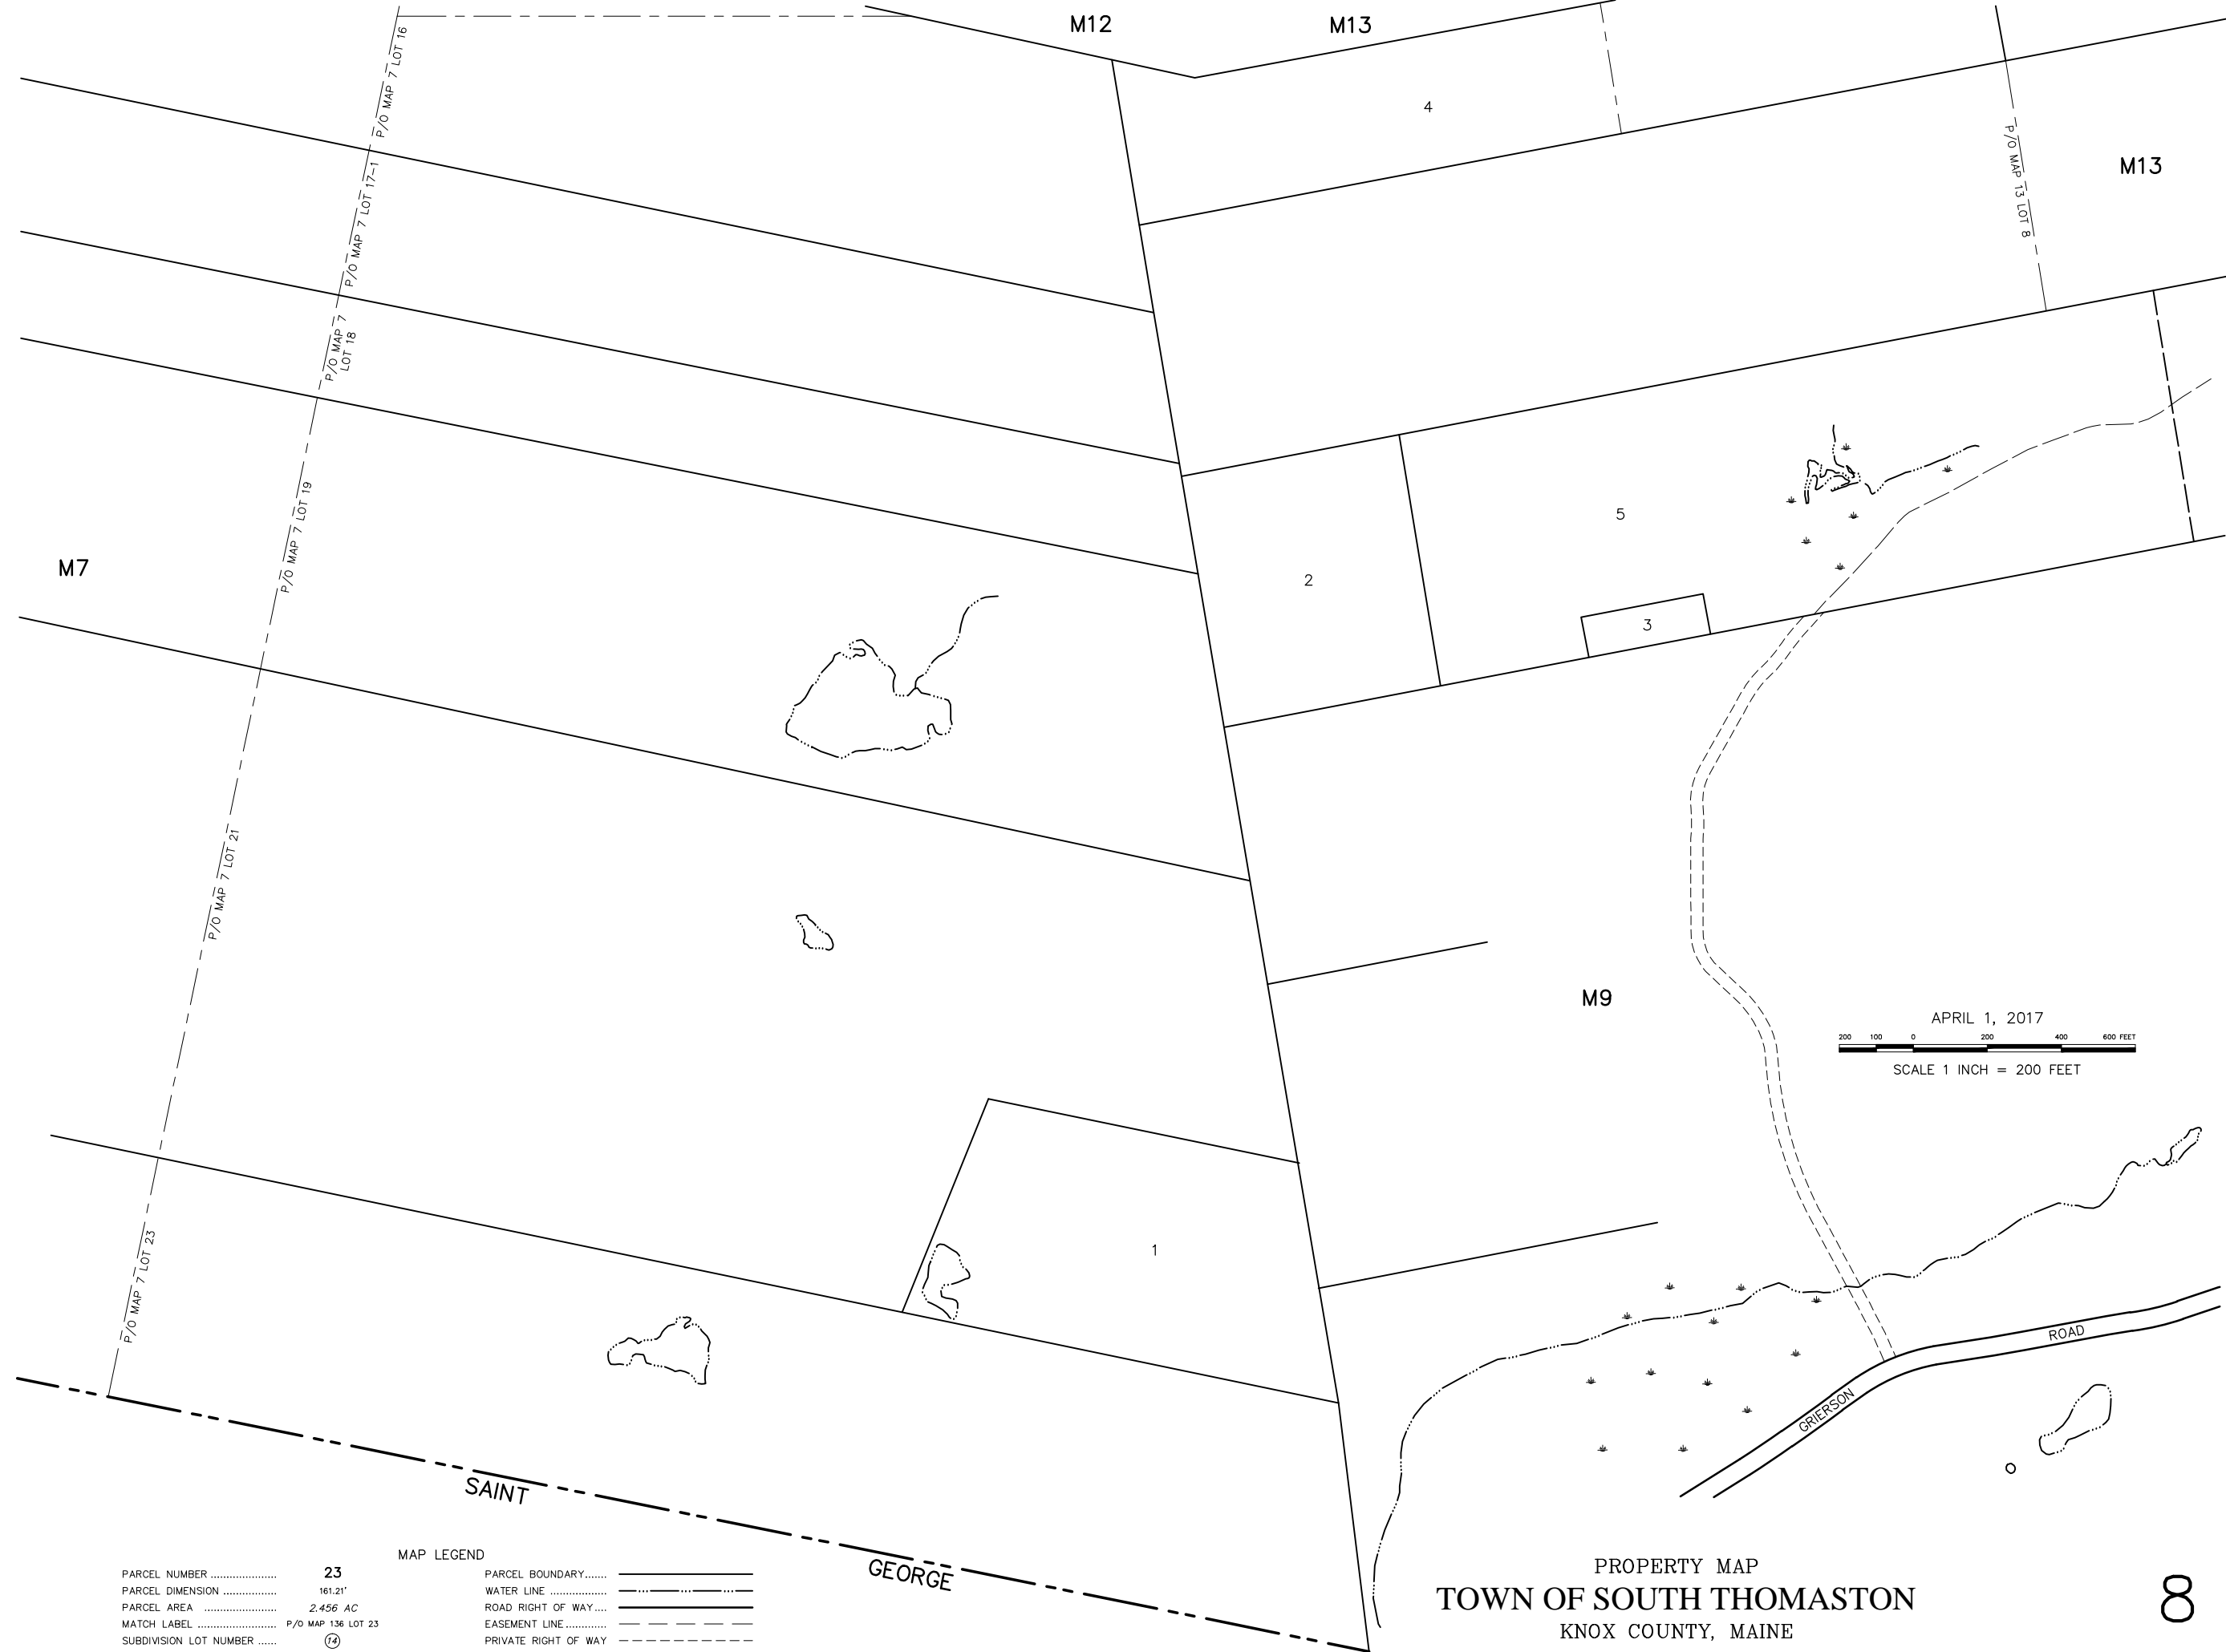 M12
M13
P/O MAP 7 LOT 16
4
P/O MAP 7 LOT 17-1
P/O MAP 13 LOT 8
M13
P/O MAP 7
LOT 18
P/O MAP 7 LOT 19
M7
5
2
3
P/O MAP 7 LOT 21
M9
APRIL 1, 2017
200 100 0 200 400 600 FEET
SCALE 1 INCH = 200 FEET
1
P/O MAP 7 LOT 23
GRIERSON ROAD
SAINT GEORGE
MAP LEGEND
PARCEL NUMBER .................... 23
PARCEL DIMENSION ................. 161.21'
PARCEL AREA ....................... 2.456 AC
MATCH LABEL ......................... P/O MAP 136 LOT 23
SUBDIVISION LOT NUMBER ...... 14
PARCEL BOUNDARY.......
WATER LINE ..................
ROAD RIGHT OF WAY....
EASEMENT LINE.............
PRIVATE RIGHT OF WAY
PROPERTY MAP
TOWN OF SOUTH THOMASTON
KNOX COUNTY, MAINE
8